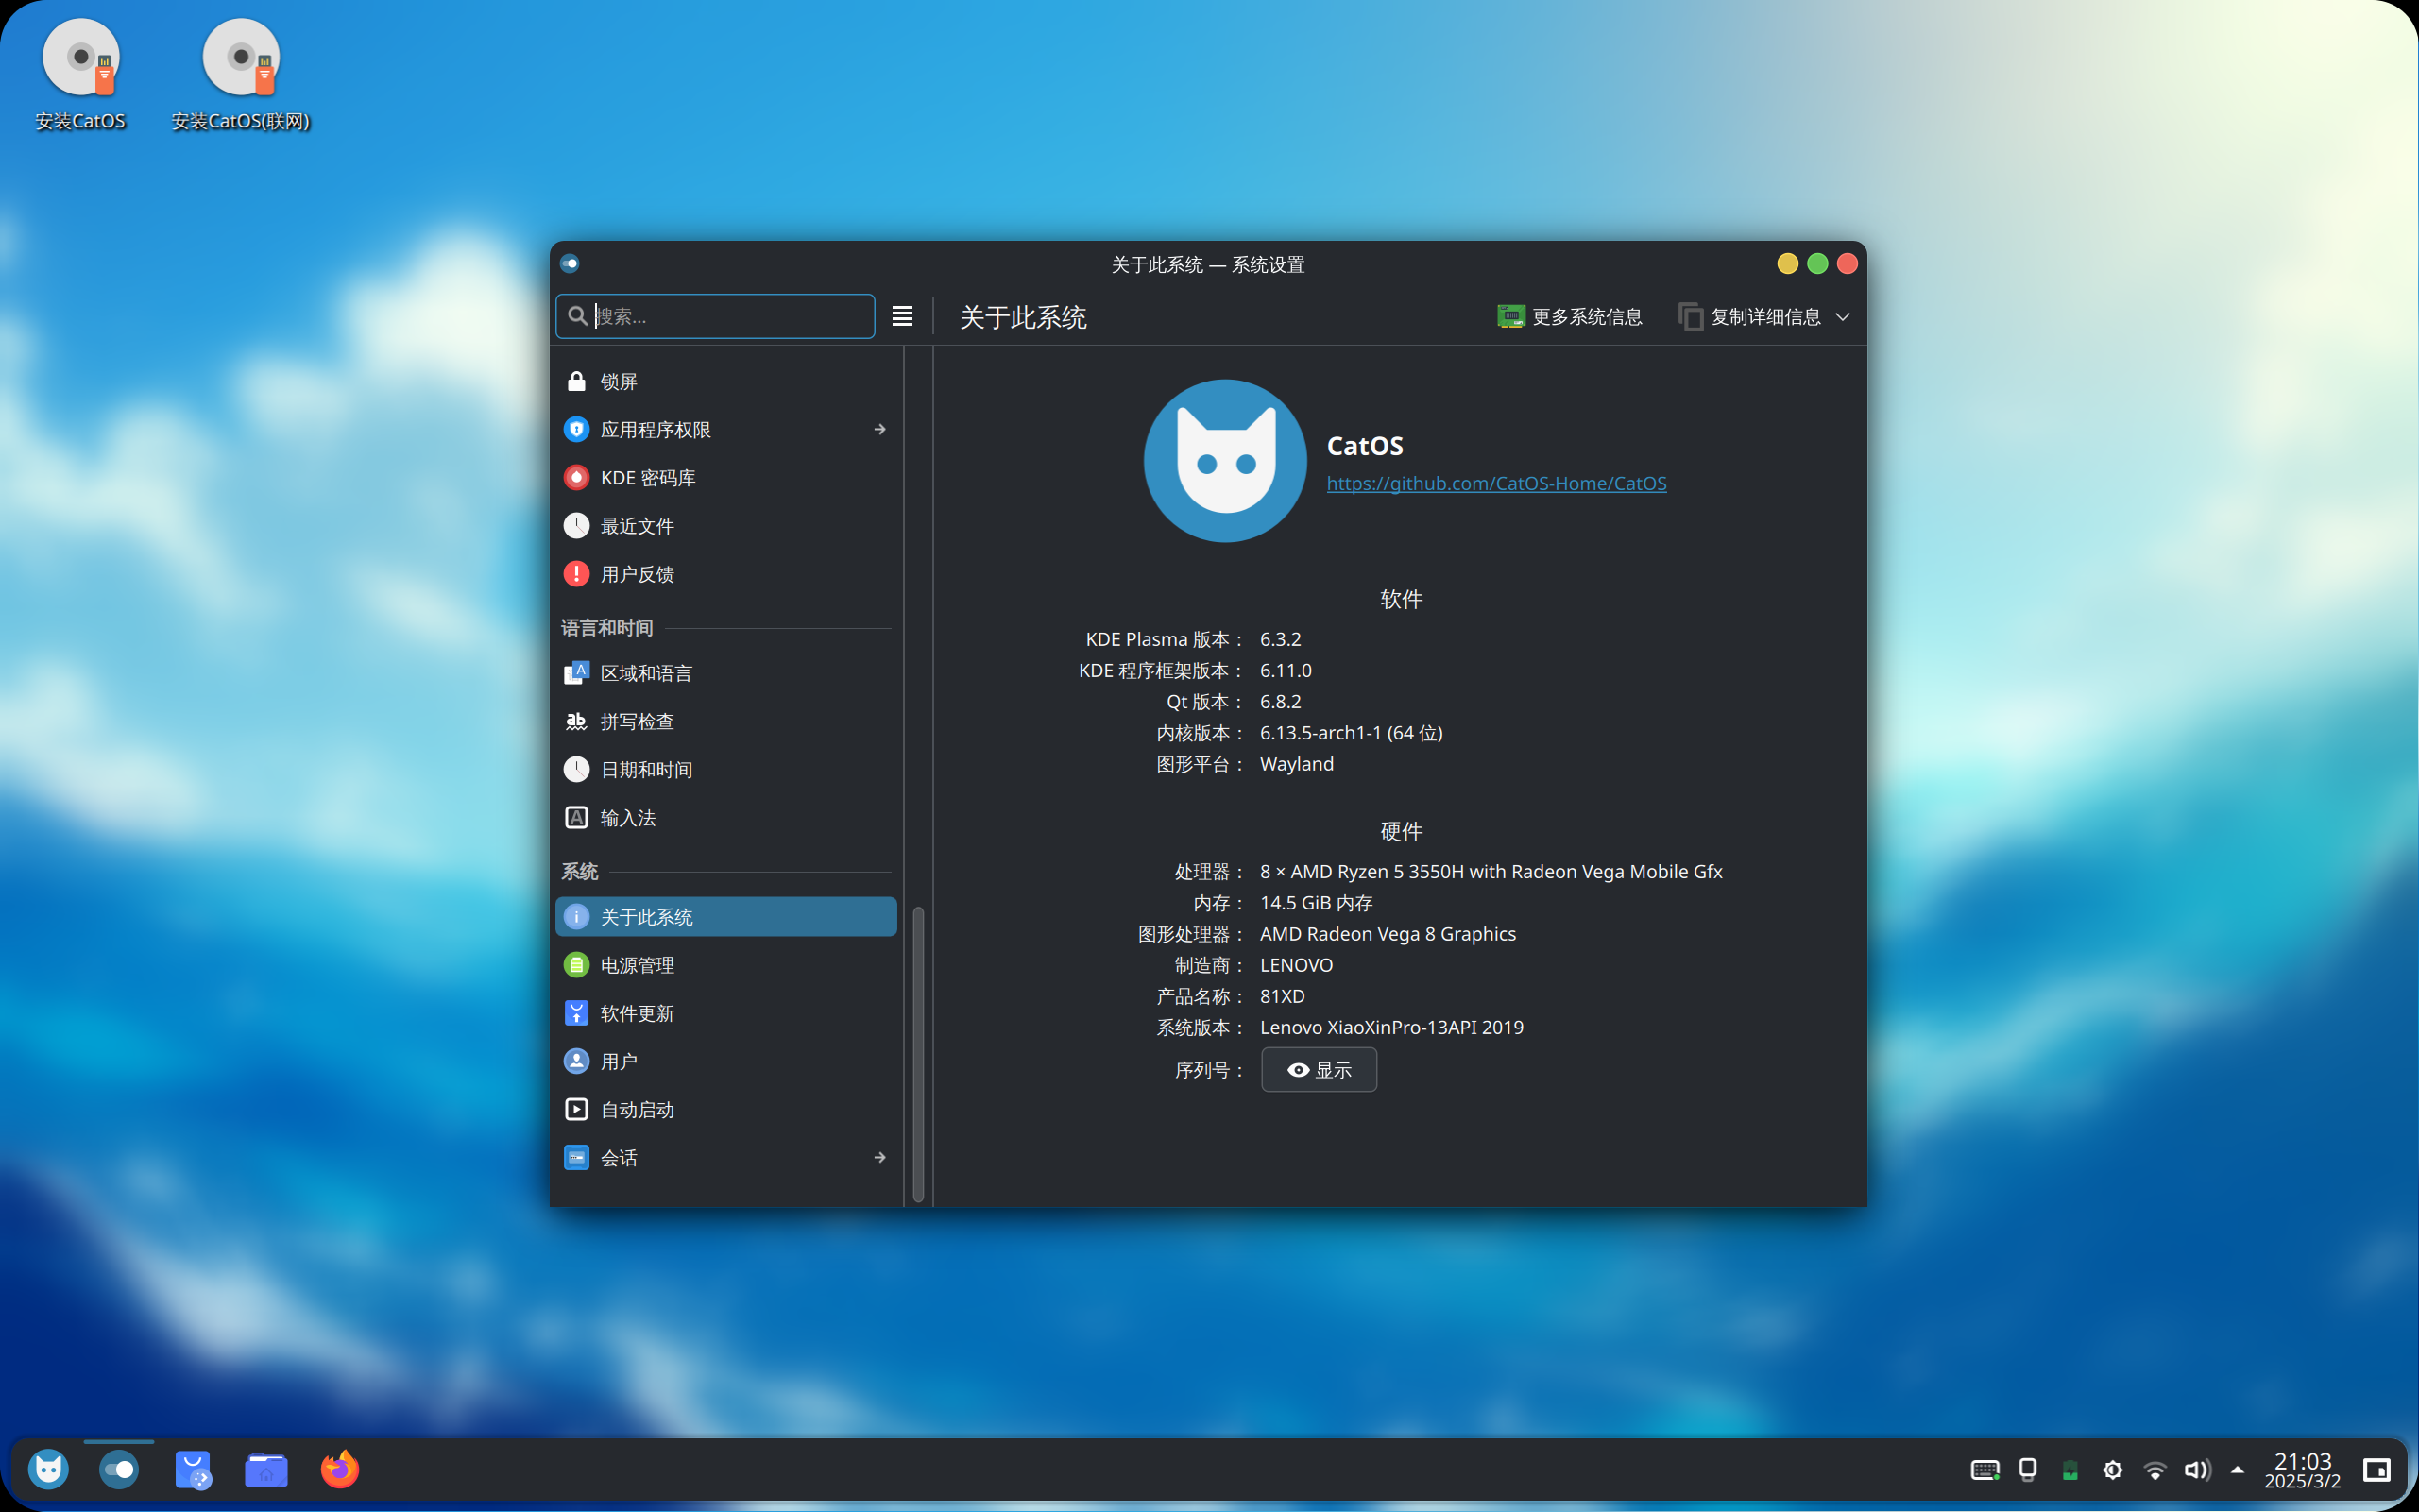 安装CatOS
安装CatOS(联网)
关于此系统 — 系统设置
搜索...
关于此系统
更多系统信息
复制详细信息
锁屏
应用程序权限
KDE 密码库
最近文件
用户反馈
语言和时间
区域和语言
拼写检查
日期和时间
输入法
系统
关于此系统
电源管理
软件更新
用户
自动启动
会话
CatOS
https://github.com/CatOS-Home/CatOS
软件
KDE Plasma 版本： 6.3.2
KDE 程序框架版本： 6.11.0
Qt 版本： 6.8.2
内核版本： 6.13.5-arch1-1 (64 位)
图形平台： Wayland
硬件
处理器： 8 × AMD Ryzen 5 3550H with Radeon Vega Mobile Gfx
内存： 14.5 GiB 内存
图形处理器： AMD Radeon Vega 8 Graphics
制造商： LENOVO
产品名称： 81XD
系统版本： Lenovo XiaoXinPro-13API 2019
序列号： 显示
21:03
2025/3/2